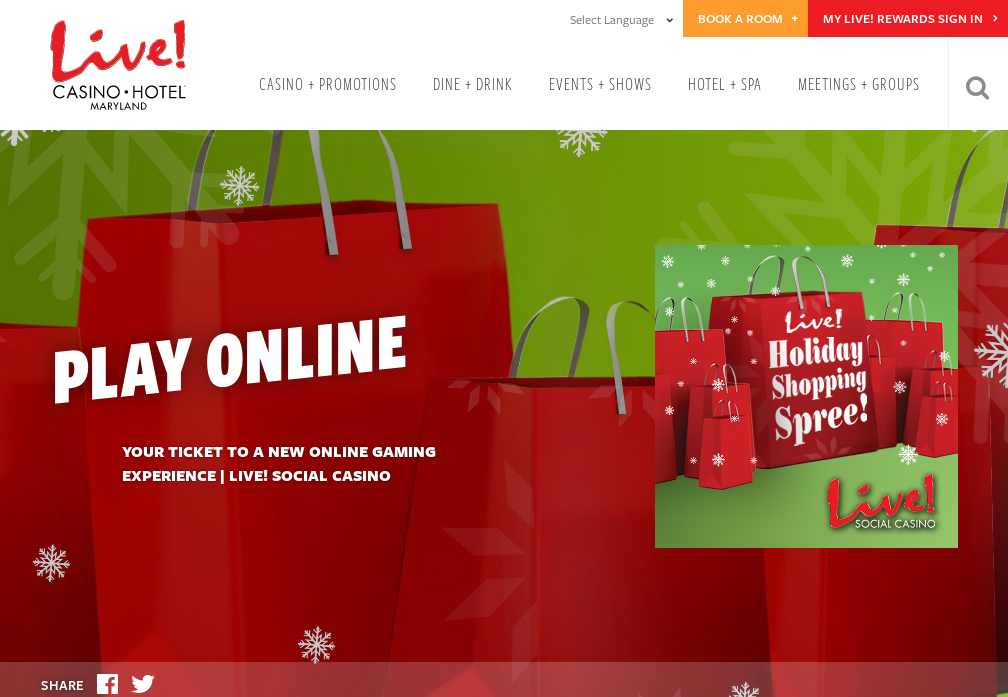 Select Language
BOOK A ROOM +
MY LIVE! REWARDS SIGN IN
Live!
CASINO • HOTEL
MARYLAND
CASINO + PROMOTIONS
DINE + DRINK
EVENTS + SHOWS
HOTEL + SPA
MEETINGS + GROUPS
PLAY ONLINE
YOUR TICKET TO A NEW ONLINE GAMING
EXPERIENCE | LIVE! SOCIAL CASINO
Live!
Holiday
Shopping
Spree!
Live!
SOCIAL CASINO
SHARE